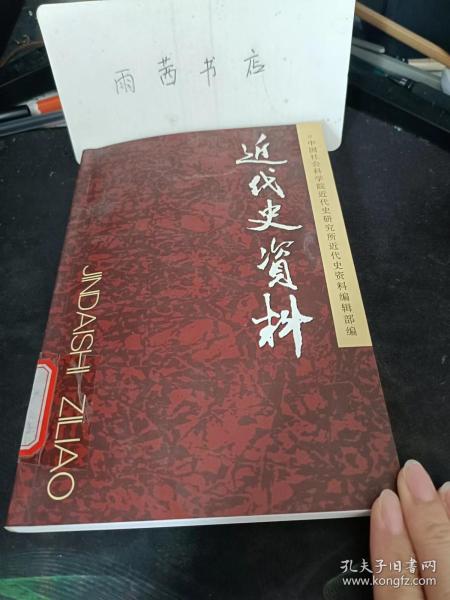 雨茜书店
近代史资料
中国社会科学院近代史研究所近代史资料编辑部编
JINDAISHI ZILIAO
孔夫子旧书网
www.kongfz.com